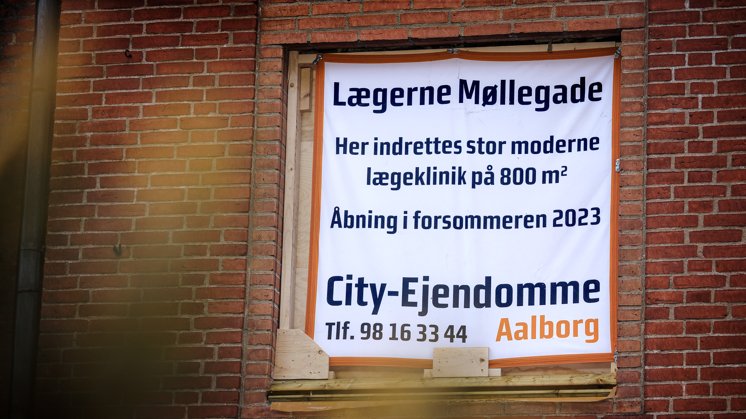 Lægerne Møllegade
Her indrettes stor moderne
lægeklinik på 800 m²
Åbning i forsommeren 2023
City-Ejendomme
Tlf. 98 16 33 44 Aalborg